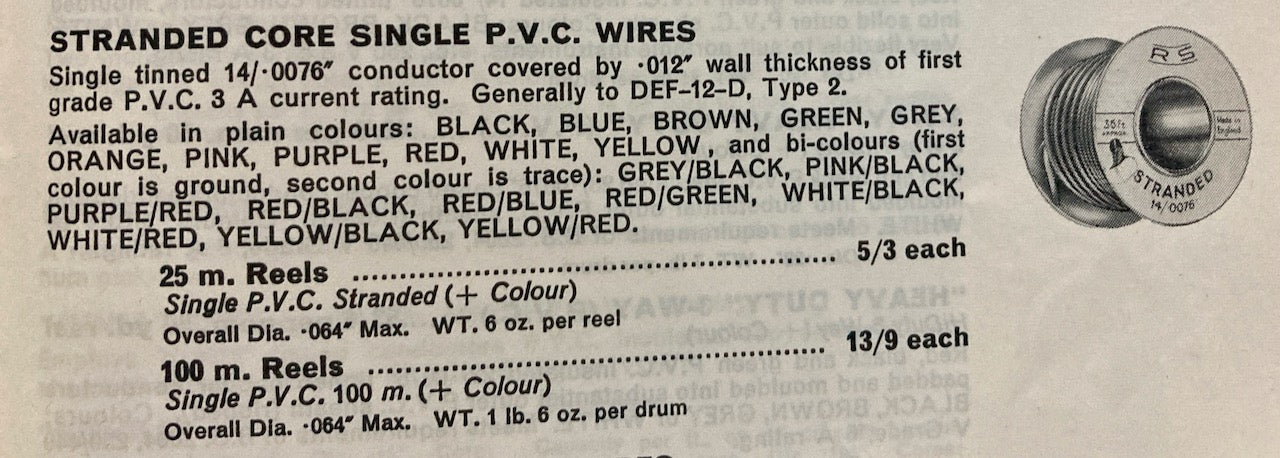 STRANDED CORE SINGLE P.V.C. WIRES
Single tinned 14/·0076″ conductor covered by ·012″ wall thickness of first
grade P.V.C. 3 A current rating. Generally to DEF-12-D, Type 2.
Available in plain colours: BLACK, BLUE, BROWN, GREEN, GREY,
ORANGE, PINK, PURPLE, RED, WHITE, YELLOW, and bi-colours (first
colour is ground, second colour is trace): GREY/BLACK, PINK/BLACK,
PURPLE/RED, RED/BLACK, RED/BLUE, RED/GREEN, WHITE/BLACK,
WHITE/RED, YELLOW/BLACK, YELLOW/RED.
25 m. Reels ........................................ 5/3 each
Single P.V.C. Stranded (+ Colour)
Overall Dia. ·064″ Max. WT. 6 oz. per reel
100 m. Reels ........................................ 13/9 each
Single P.V.C. 100 m. (+ Colour)
Overall Dia. ·064″ Max. WT. 1 lb. 6 oz. per drum
RS
Made in
England
STRANDED
14/0076